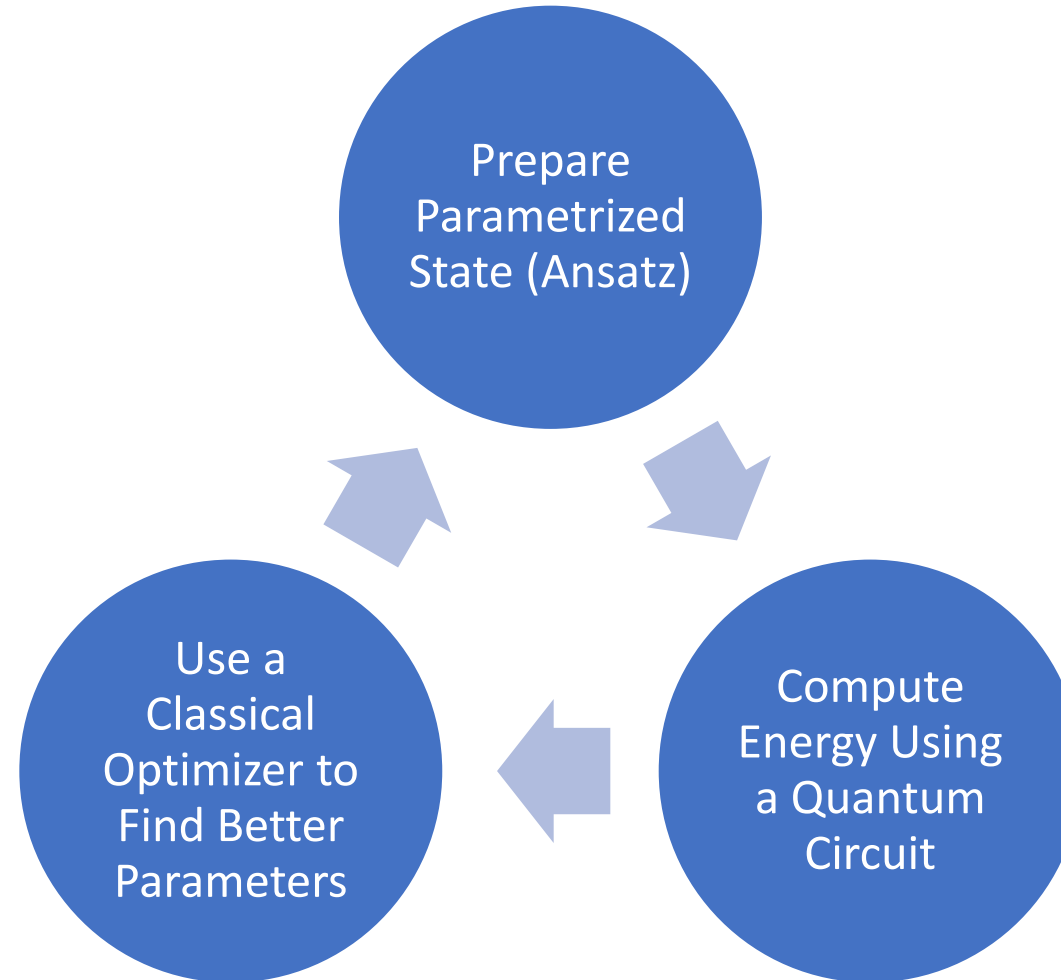 Prepare
Parametrized
State (Ansatz)
Compute
Energy Using
a Quantum
Circuit
Use a
Classical
Optimizer to
Find Better
Parameters